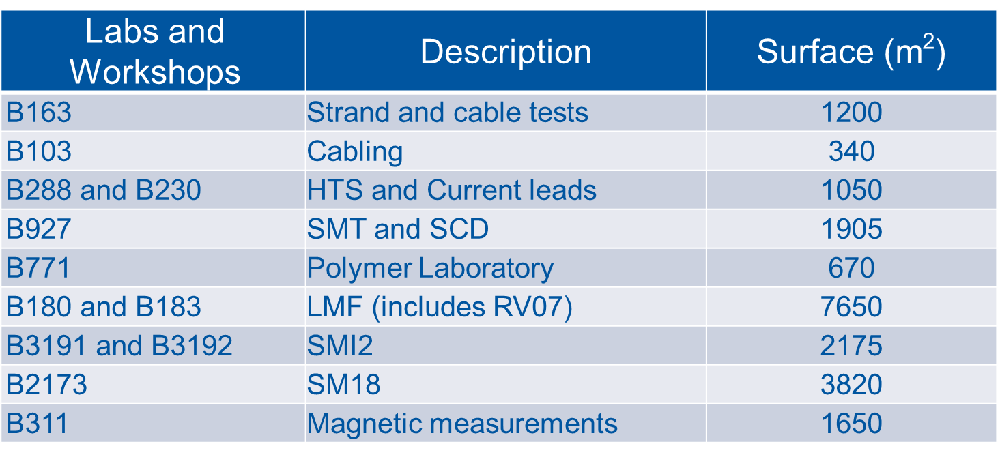 Labs and
Workshops
Description
Surface (m²)
B163 Strand and cable tests 1200
B103 Cabling 340
B288 and B230 HTS and Current leads 1050
B927 SMT and SCD 1905
B771 Polymer Laboratory 670
B180 and B183 LMF (includes RV07) 7650
B3191 and B3192 SMI2 2175
B2173 SM18 3820
B311 Magnetic measurements 1650